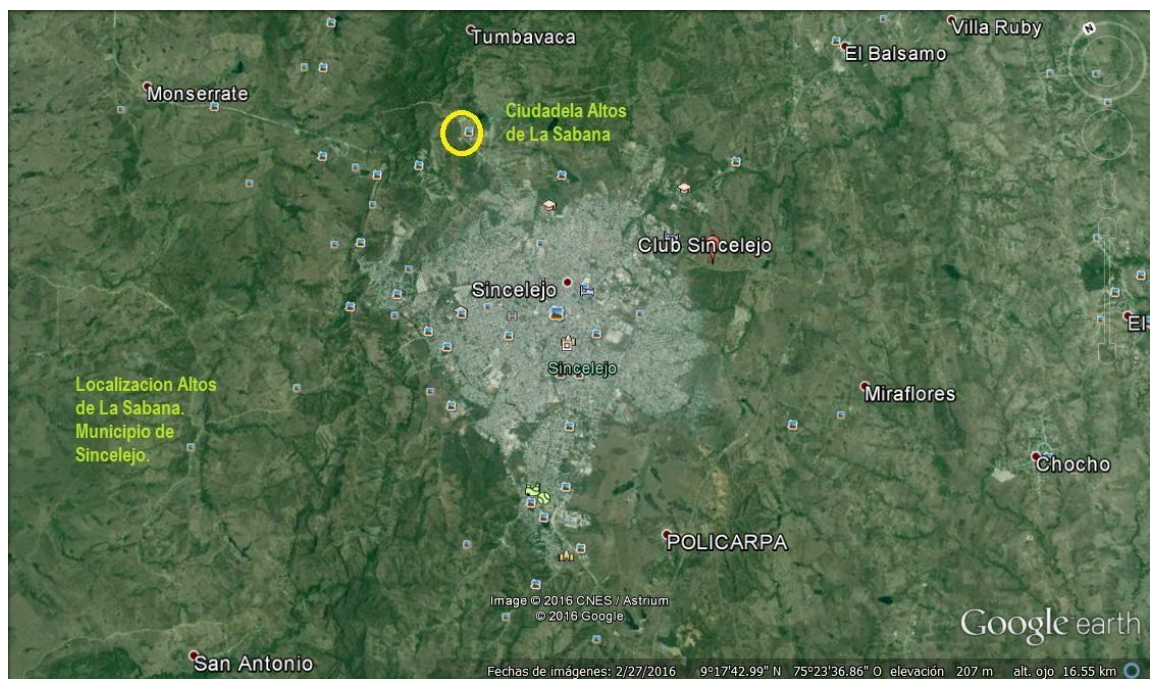 Villa Ruby
Tumbavaca
El Balsamo
Monserrate
Ciudadela Altos
de La Sabana
N
Club Sincelejo
Sincelejo
El
Sincelejo
Localizacion Altos
de La Sabana.
Municipio de
Sincelejo.
Miraflores
Chocho
POLICARPA
Image © 2016 CNES / Astrium
© 2016 Google
Google earth
San Antonio
Fechas de imágenes: 2/27/2016 9°17'42.99" N 75°23'36.86" O elevación 207 m alt. ojo 16.55 km